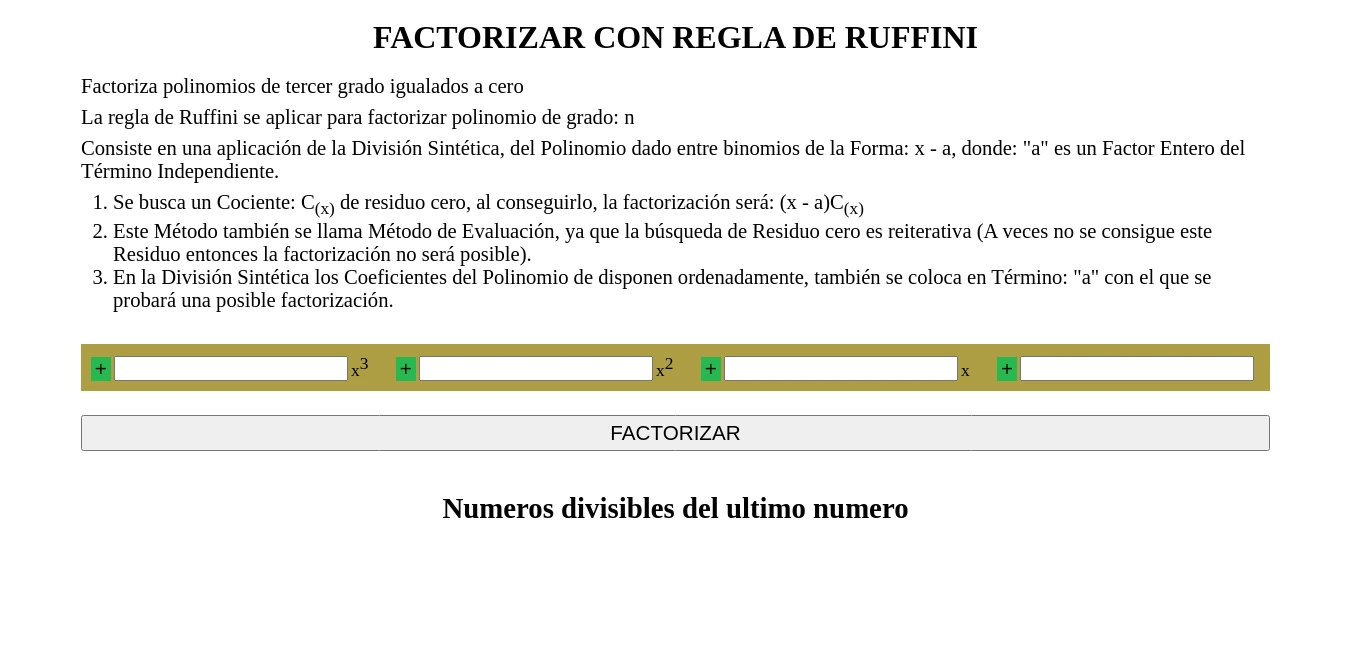 FACTORIZAR CON REGLA DE RUFFINI
Factoriza polinomios de tercer grado igualados a cero
La regla de Ruffini se aplicar para factorizar polinomio de grado: n
Consiste en una aplicación de la División Sintética, del Polinomio dado entre binomios de la Forma: x - a, donde: "a" es un Factor Entero del
Término Independiente.
1. Se busca un Cociente: C(x) de residuo cero, al conseguirlo, la factorización será: (x - a)C(x)
2. Este Método también se llama Método de Evaluación, ya que la búsqueda de Residuo cero es reiterativa (A veces no se consigue este
Residuo entonces la factorización no será posible).
3. En la División Sintética los Coeficientes del Polinomio de disponen ordenadamente, también se coloca en Término: "a" con el que se
probará una posible factorización.
+ x3 + x2 + x +
FACTORIZAR
Numeros divisibles del ultimo numero